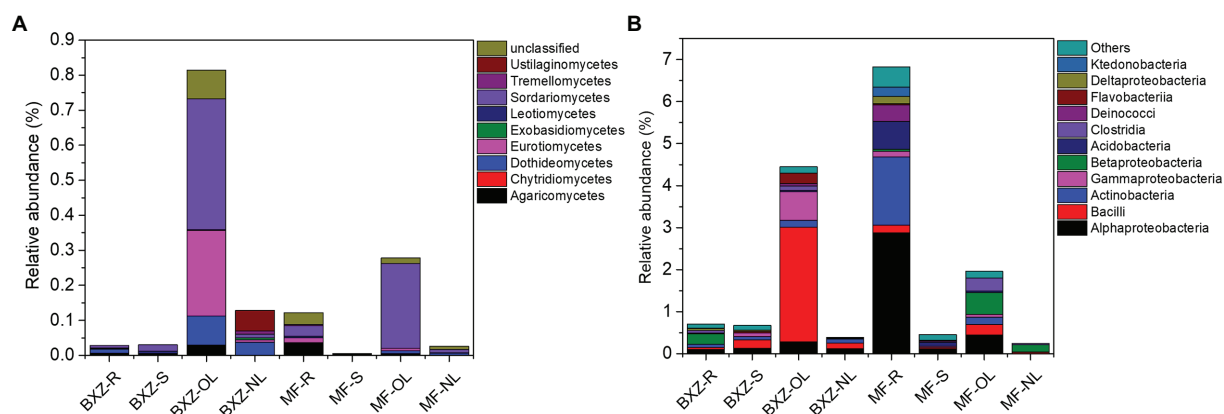 A
Relative abundance (%)
0.9
0.8
0.7
0.6
0.5
0.4
0.3
0.2
0.1
0.0
BXZ-R
BXZ-S
BXZ-OL
BXZ-NL
MF-R
MF-S
MF-OL
MF-NL
unclassified
Ustilaginomycetes
Tremellomycetes
Sordariomycetes
Leotiomycetes
Exobasidiomycetes
Eurotiomycetes
Dothideomycetes
Chytridiomycetes
Agaricomycetes
B
Relative abundance (%)
7
6
5
4
3
2
1
0
BXZ-R
BXZ-S
BXZ-OL
BXZ-NL
MF-R
MF-S
MF-OL
MF-NL
Others
Ktedonobacteria
Deltaproteobacteria
Flavobacteriia
Deinococci
Clostridia
Acidobacteria
Betaproteobacteria
Gammaproteobacteria
Actinobacteria
Bacilli
Alphaproteobacteria